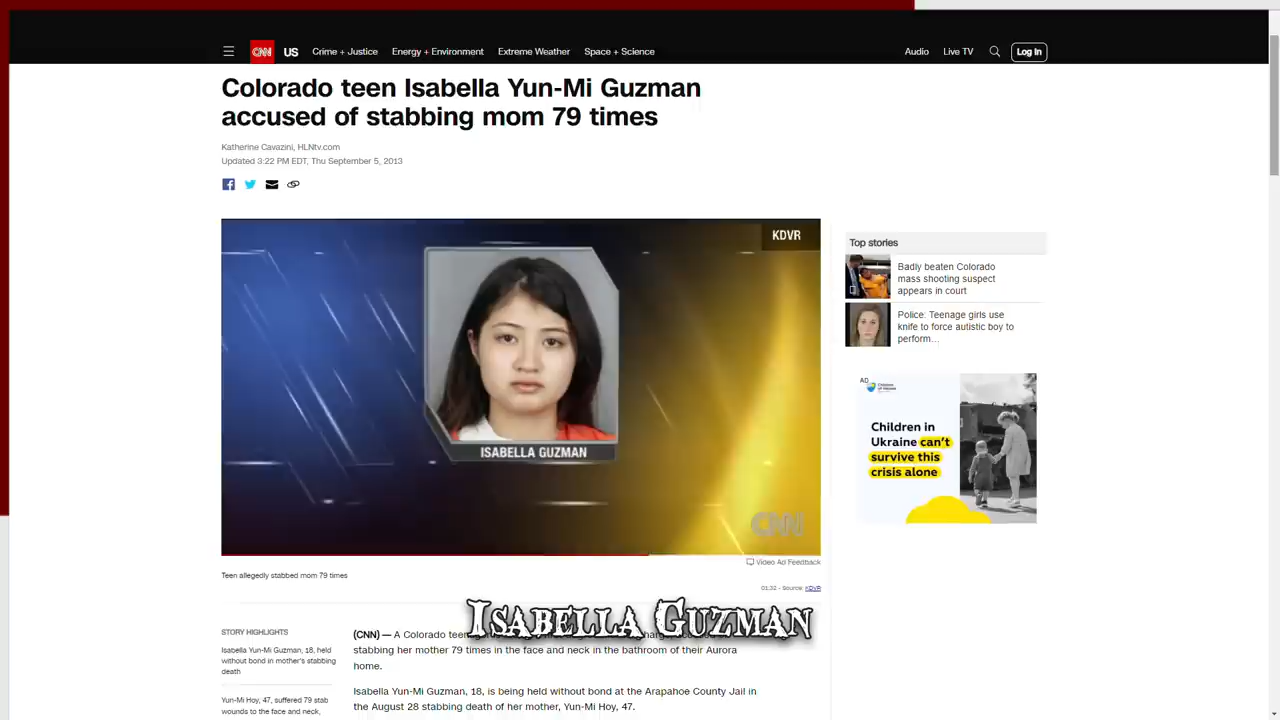 CNN
US
Crime + Justice
Energy + Environment
Extreme Weather
Space + Science
Audio
Live TV
Log In
Colorado teen Isabella Yun-Mi Guzman
accused of stabbing mom 79 times
Katherine Cavazini, HLNtv.com
Updated 3:22 PM EDT, Thu September 5, 2013
KDVR
ISABELLA GUZMAN
CNN
Video Ad Feedback
Teen allegedly stabbed mom 79 times
01:32 - Source: KDVR
Top stories
Badly beaten Colorado
mass shooting suspect
appears in court
Police: Teenage girls use
knife to force autistic boy to
perform...
AD
Children in
Ukraine can't
survive this
crisis alone
Isabella Guzman
STORY HIGHLIGHTS
Isabella Yun-Mi Guzman, 18, held
without bond in mother's stabbing
death
Yun-Mi Hoy, 47, suffered 79 stab
wounds to the face and neck,
(CNN) — A Colorado teen
stabbing her mother 79 times in the face and neck in the bathroom of their Aurora
home.
Isabella Yun-Mi Guzman, 18, is being held without bond at the Arapahoe County Jail in
the August 28 stabbing death of her mother, Yun-Mi Hoy, 47.